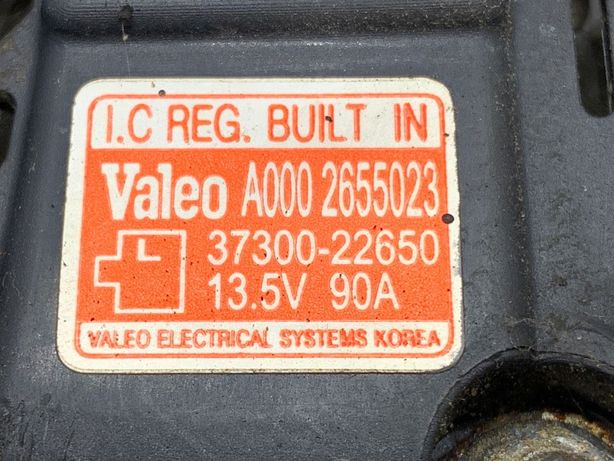 I.C REG. BUILT IN
Valeo A000 2655023
37300-22650
L
13.5V 90A
VALEO ELECTRICAL SYSTEMS KOREA